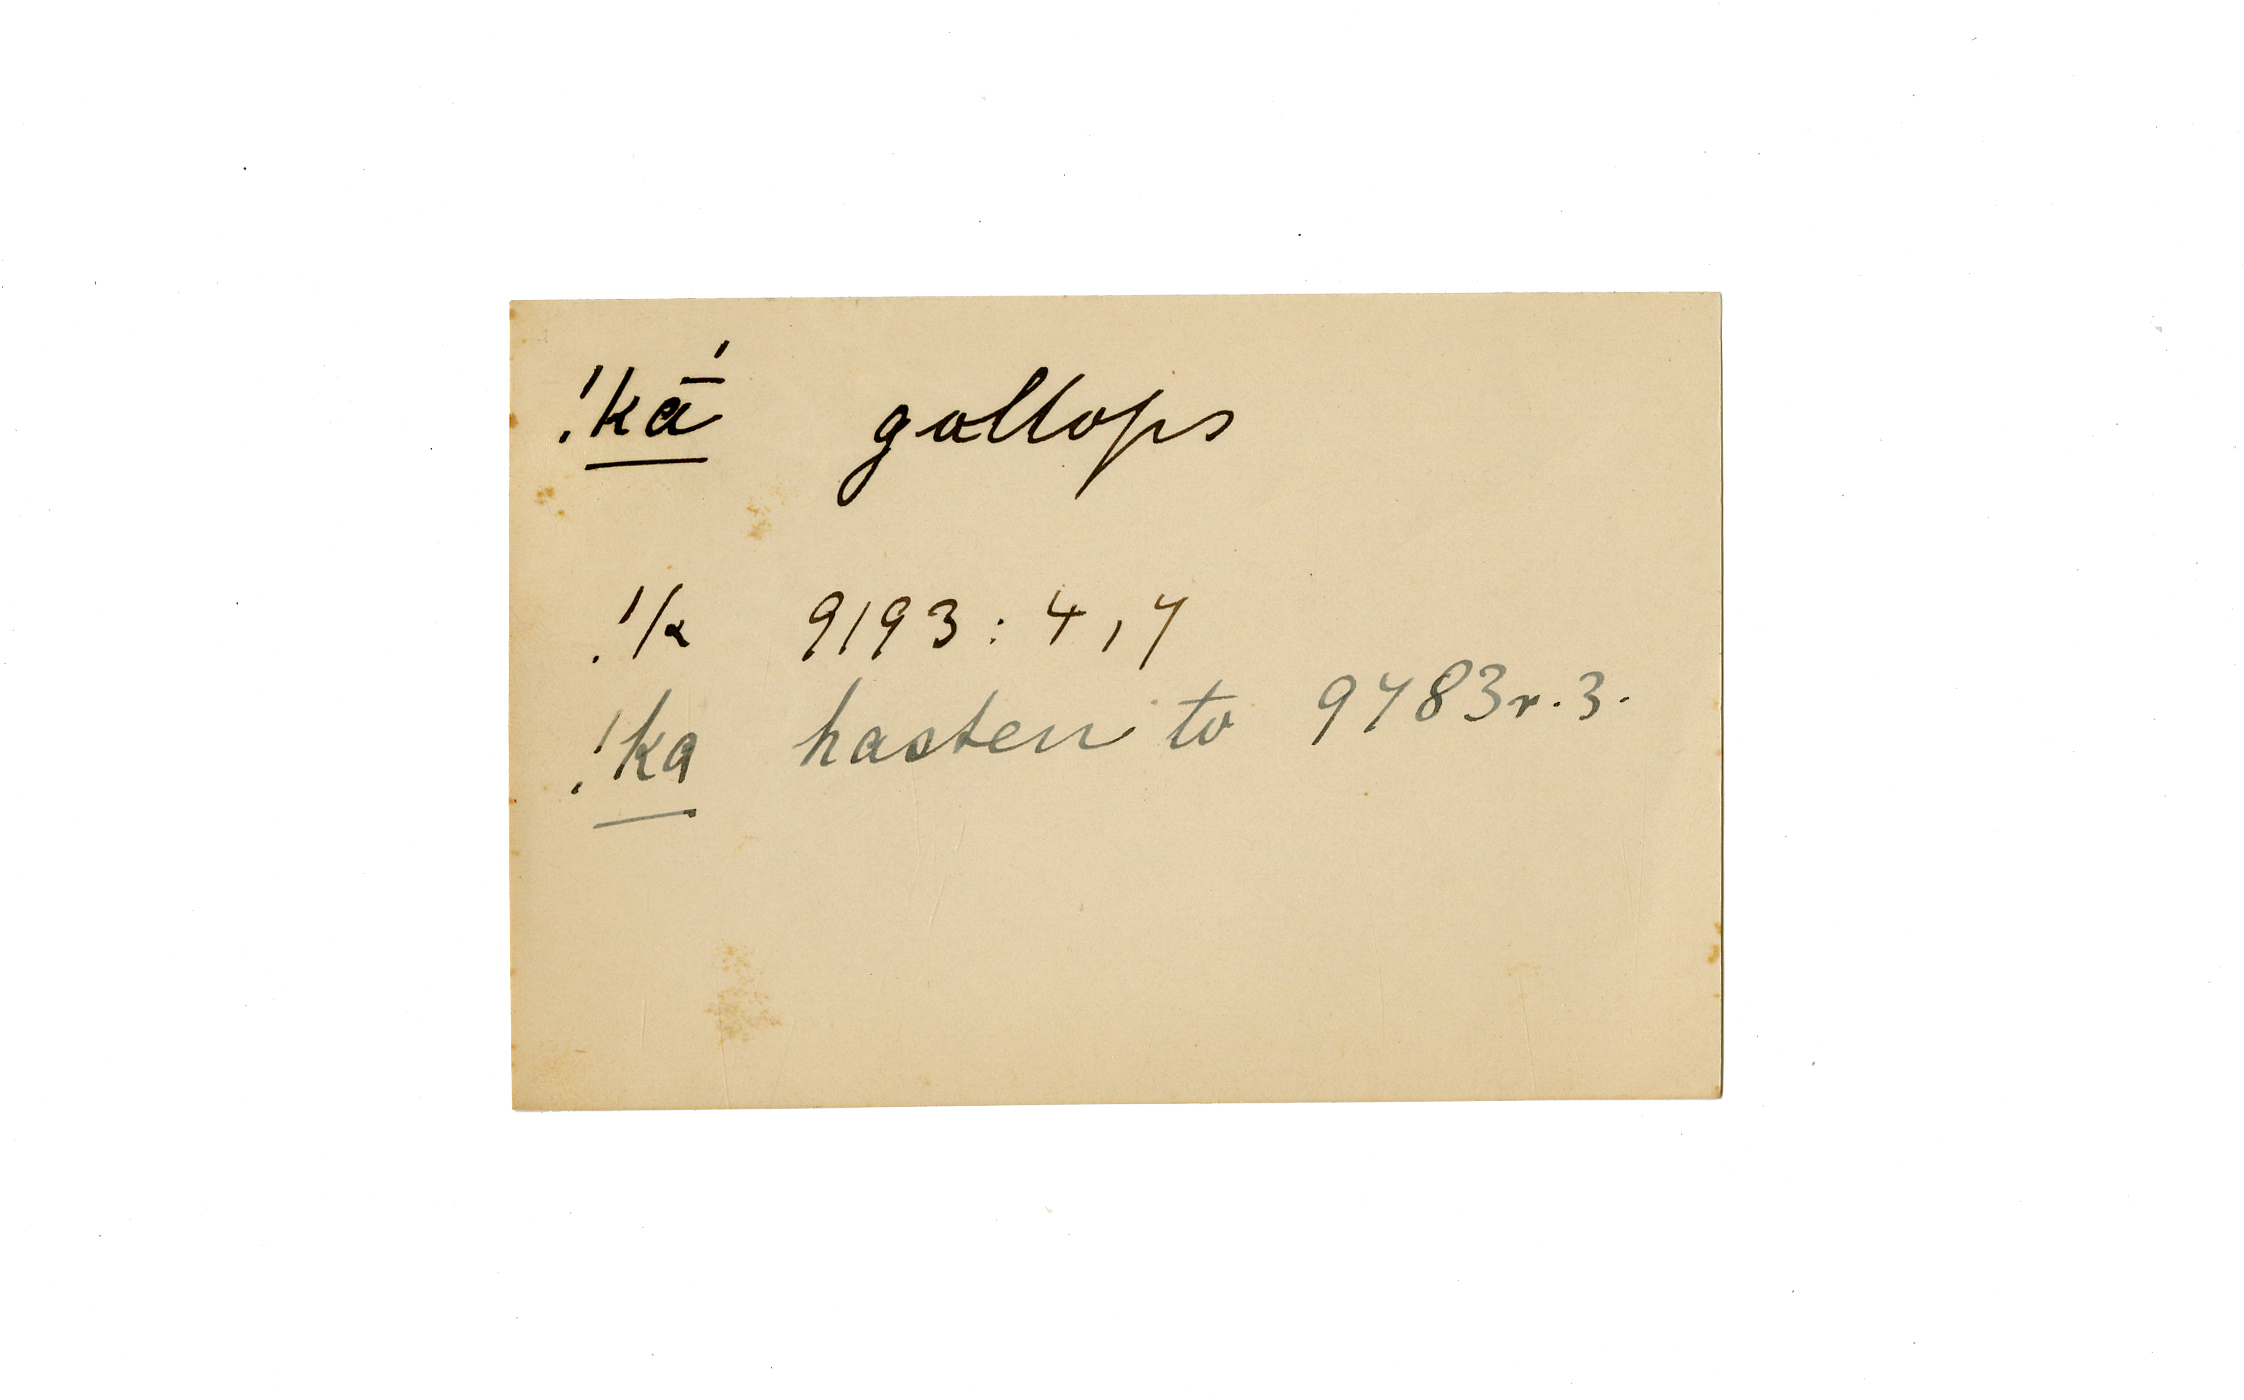 !kā́ gallops
!k 9193 : 4, 7
!ka hasten to 9783r. 3.